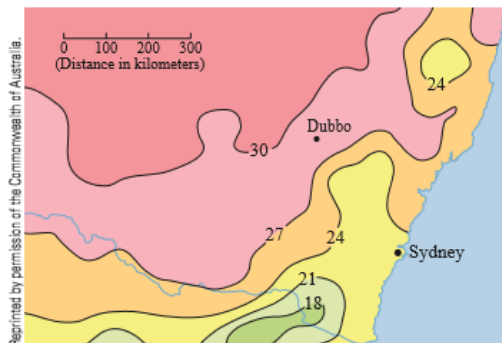 0 100 200 300
(Distance in kilometers)
24
Dubbo
30
27
24
Sydney
21
18
Reprinted by permission of the Commonwealth of Australia.